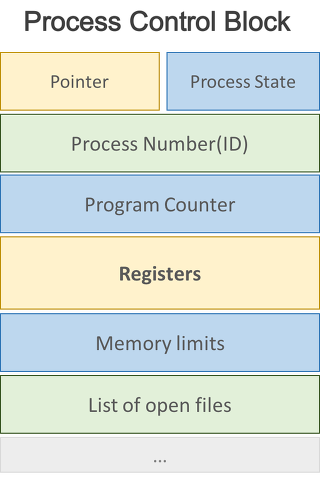 Process Control Block
Pointer
Process State
Process Number(ID)
Program Counter
Registers
Memory limits
List of open files
...